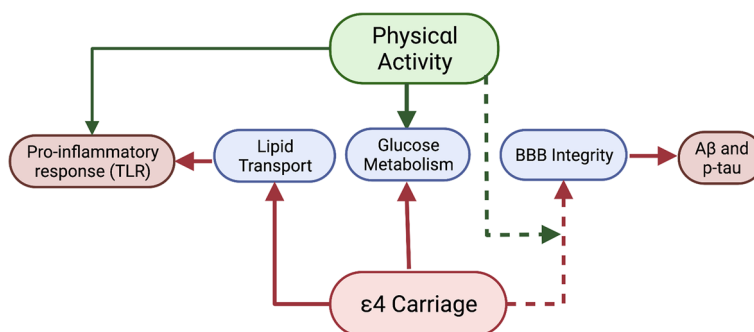 Physical
Activity
Pro-inflammatory
response (TLR)
Lipid
Transport
Glucose
Metabolism
BBB Integrity
Aβ and
p-tau
ε4 Carriage